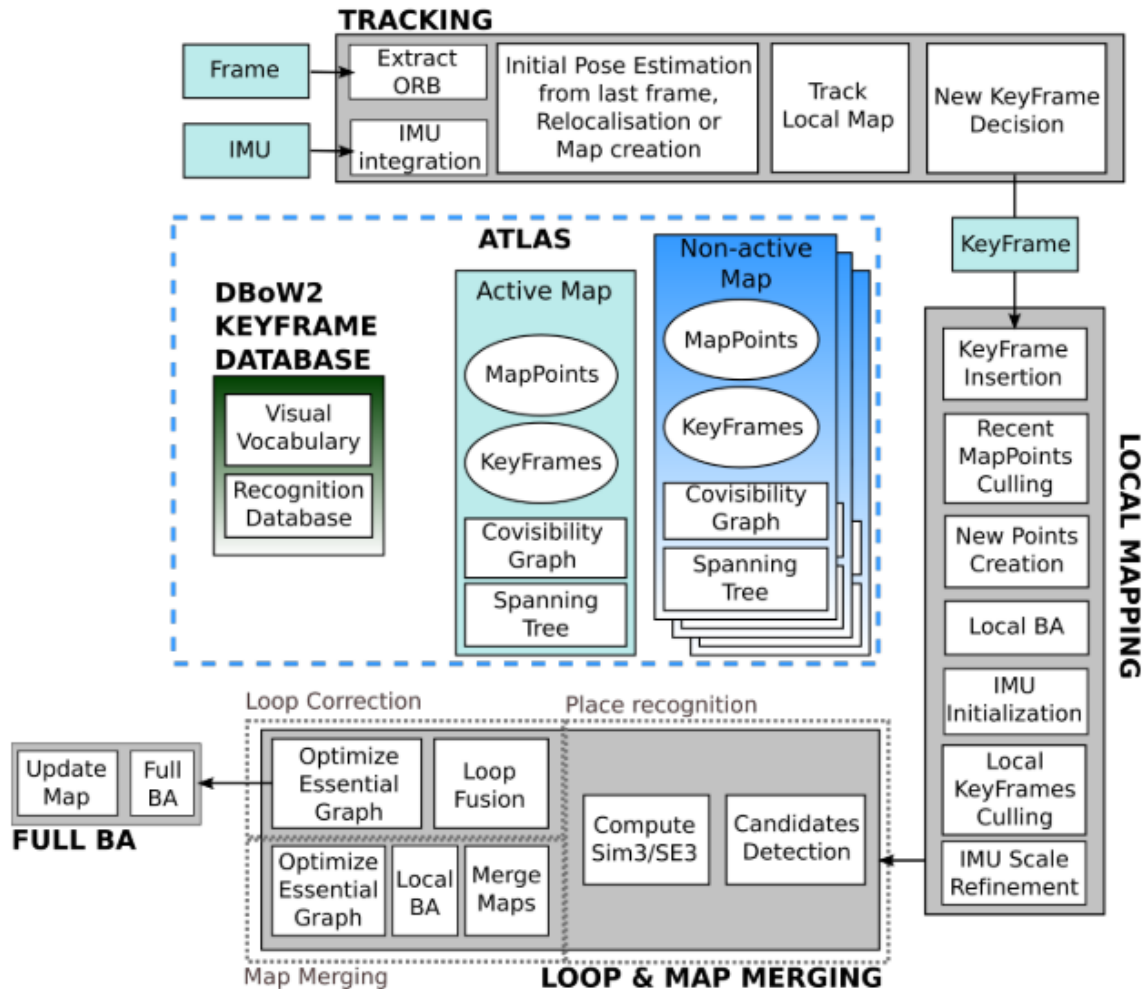 TRACKING
Frame
Extract
ORB
IMU
IMU
integration
Initial Pose Estimation
from last frame,
Relocalisation or
Map creation
Track
Local Map
New KeyFrame
Decision
KeyFrame
ATLAS
DBoW2
KEYFRAME
DATABASE
Visual
Vocabulary
Recognition
Database
Active Map
MapPoints
KeyFrames
Covisibility
Graph
Spanning
Tree
Non-active
Map
MapPoints
KeyFrames
Covisibility
Graph
Spanning
Tree
LOCAL MAPPING
KeyFrame
Insertion
Recent
MapPoints
Culling
New Points
Creation
Local BA
IMU
Initialization
Local
KeyFrames
Culling
IMU Scale
Refinement
Loop Correction
Place recognition
Optimize
Essential
Graph
Loop
Fusion
Compute
Sim3/SE3
Candidates
Detection
Optimize
Essential
Graph
Local
BA
Merge
Maps
Map Merging
LOOP & MAP MERGING
Update
Map
Full
BA
FULL BA